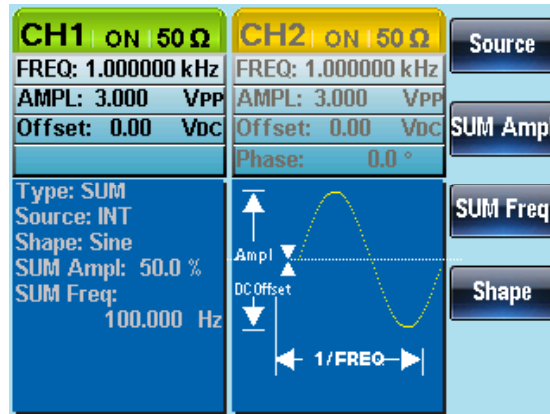 CH1 ON 50 Ω
FREQ: 1.000000 kHz
AMPL: 3.000 VPP
Offset: 0.00 VDC
CH2 ON 50 Ω
FREQ: 1.000000 kHz
AMPL: 3.000 VPP
Offset: 0.00 VDC
Phase: 0.0 °
Type: SUM
Source: INT
Shape: Sine
SUM Ampl: 50.0 %
SUM Freq:
100.000 Hz
Ampl
DC Offset
1/FREQ
Source
SUM Amp
SUM Freq
Shape